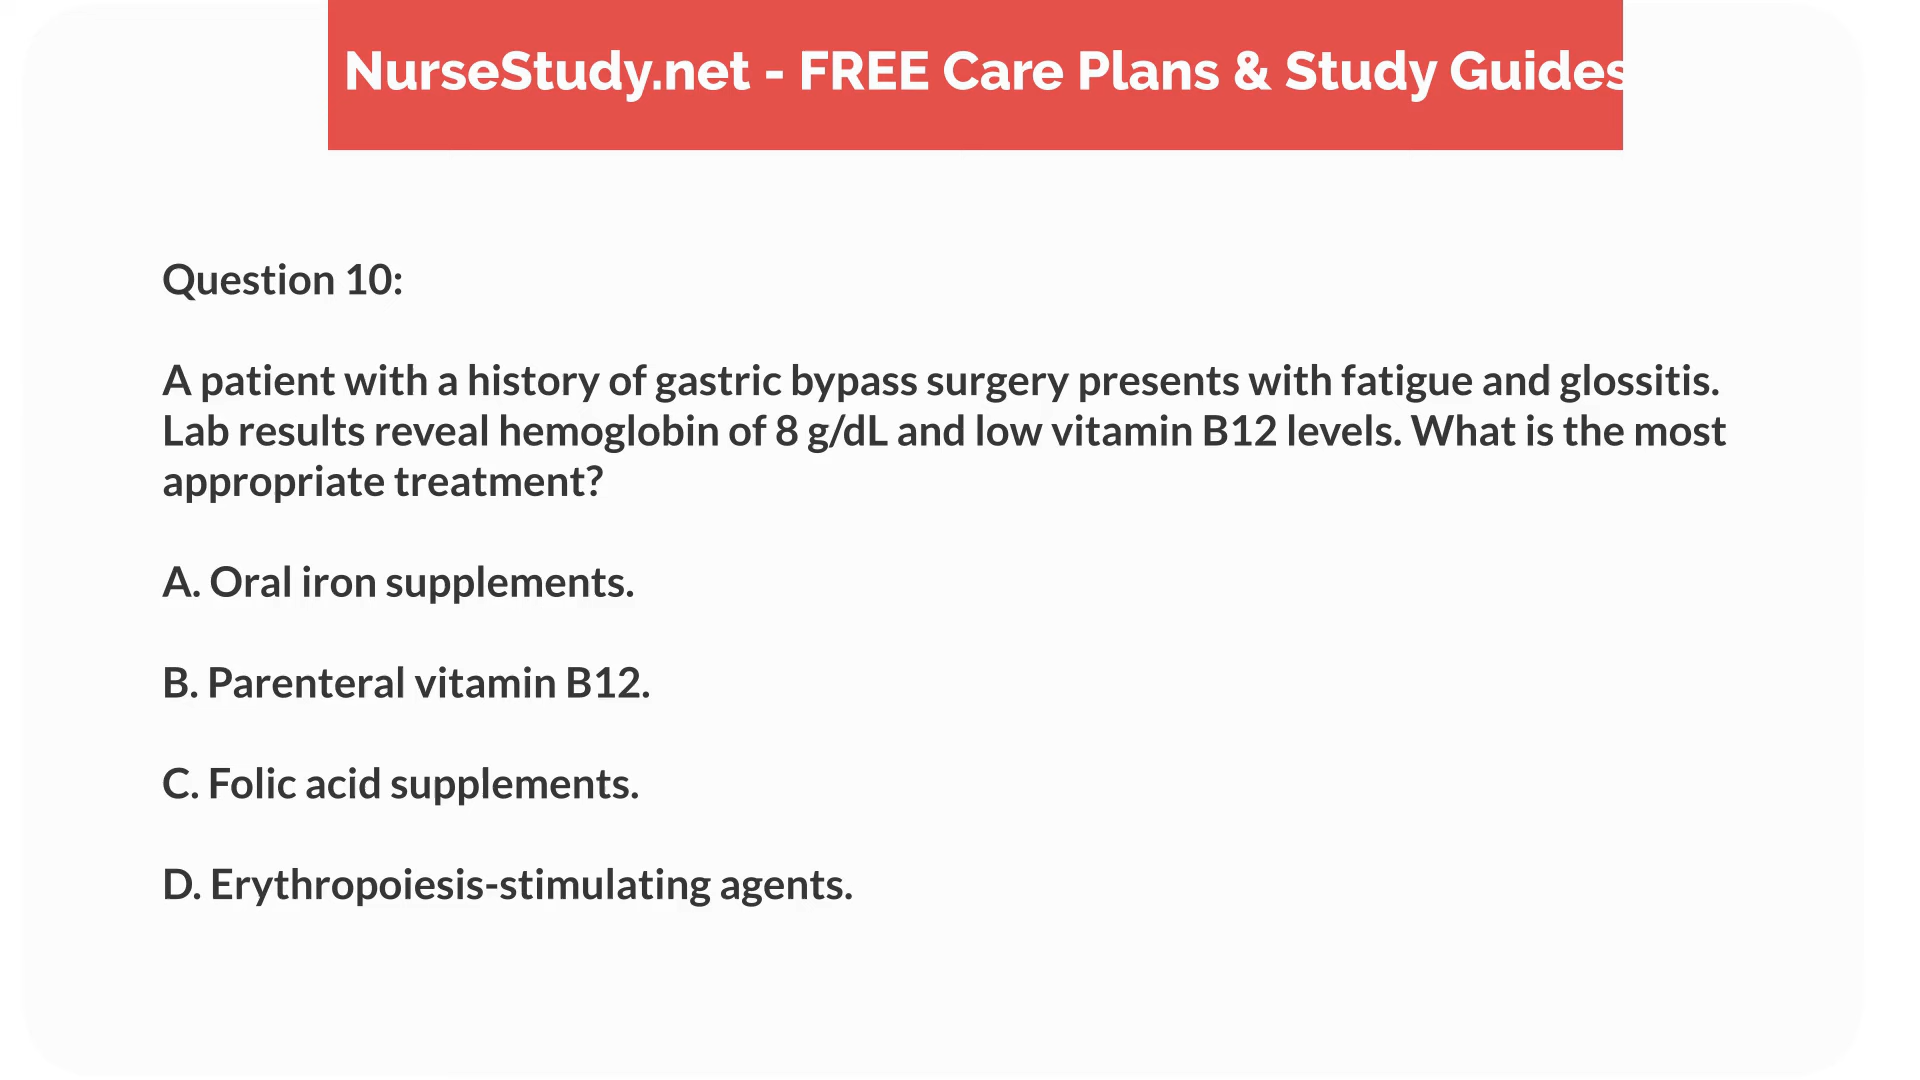 NurseStudy.net - FREE Care Plans & Study Guides
Question 10:
A patient with a history of gastric bypass surgery presents with fatigue and glossitis.
Lab results reveal hemoglobin of 8 g/dL and low vitamin B12 levels. What is the most
appropriate treatment?
A. Oral iron supplements.
B. Parenteral vitamin B12.
C. Folic acid supplements.
D. Erythropoiesis-stimulating agents.